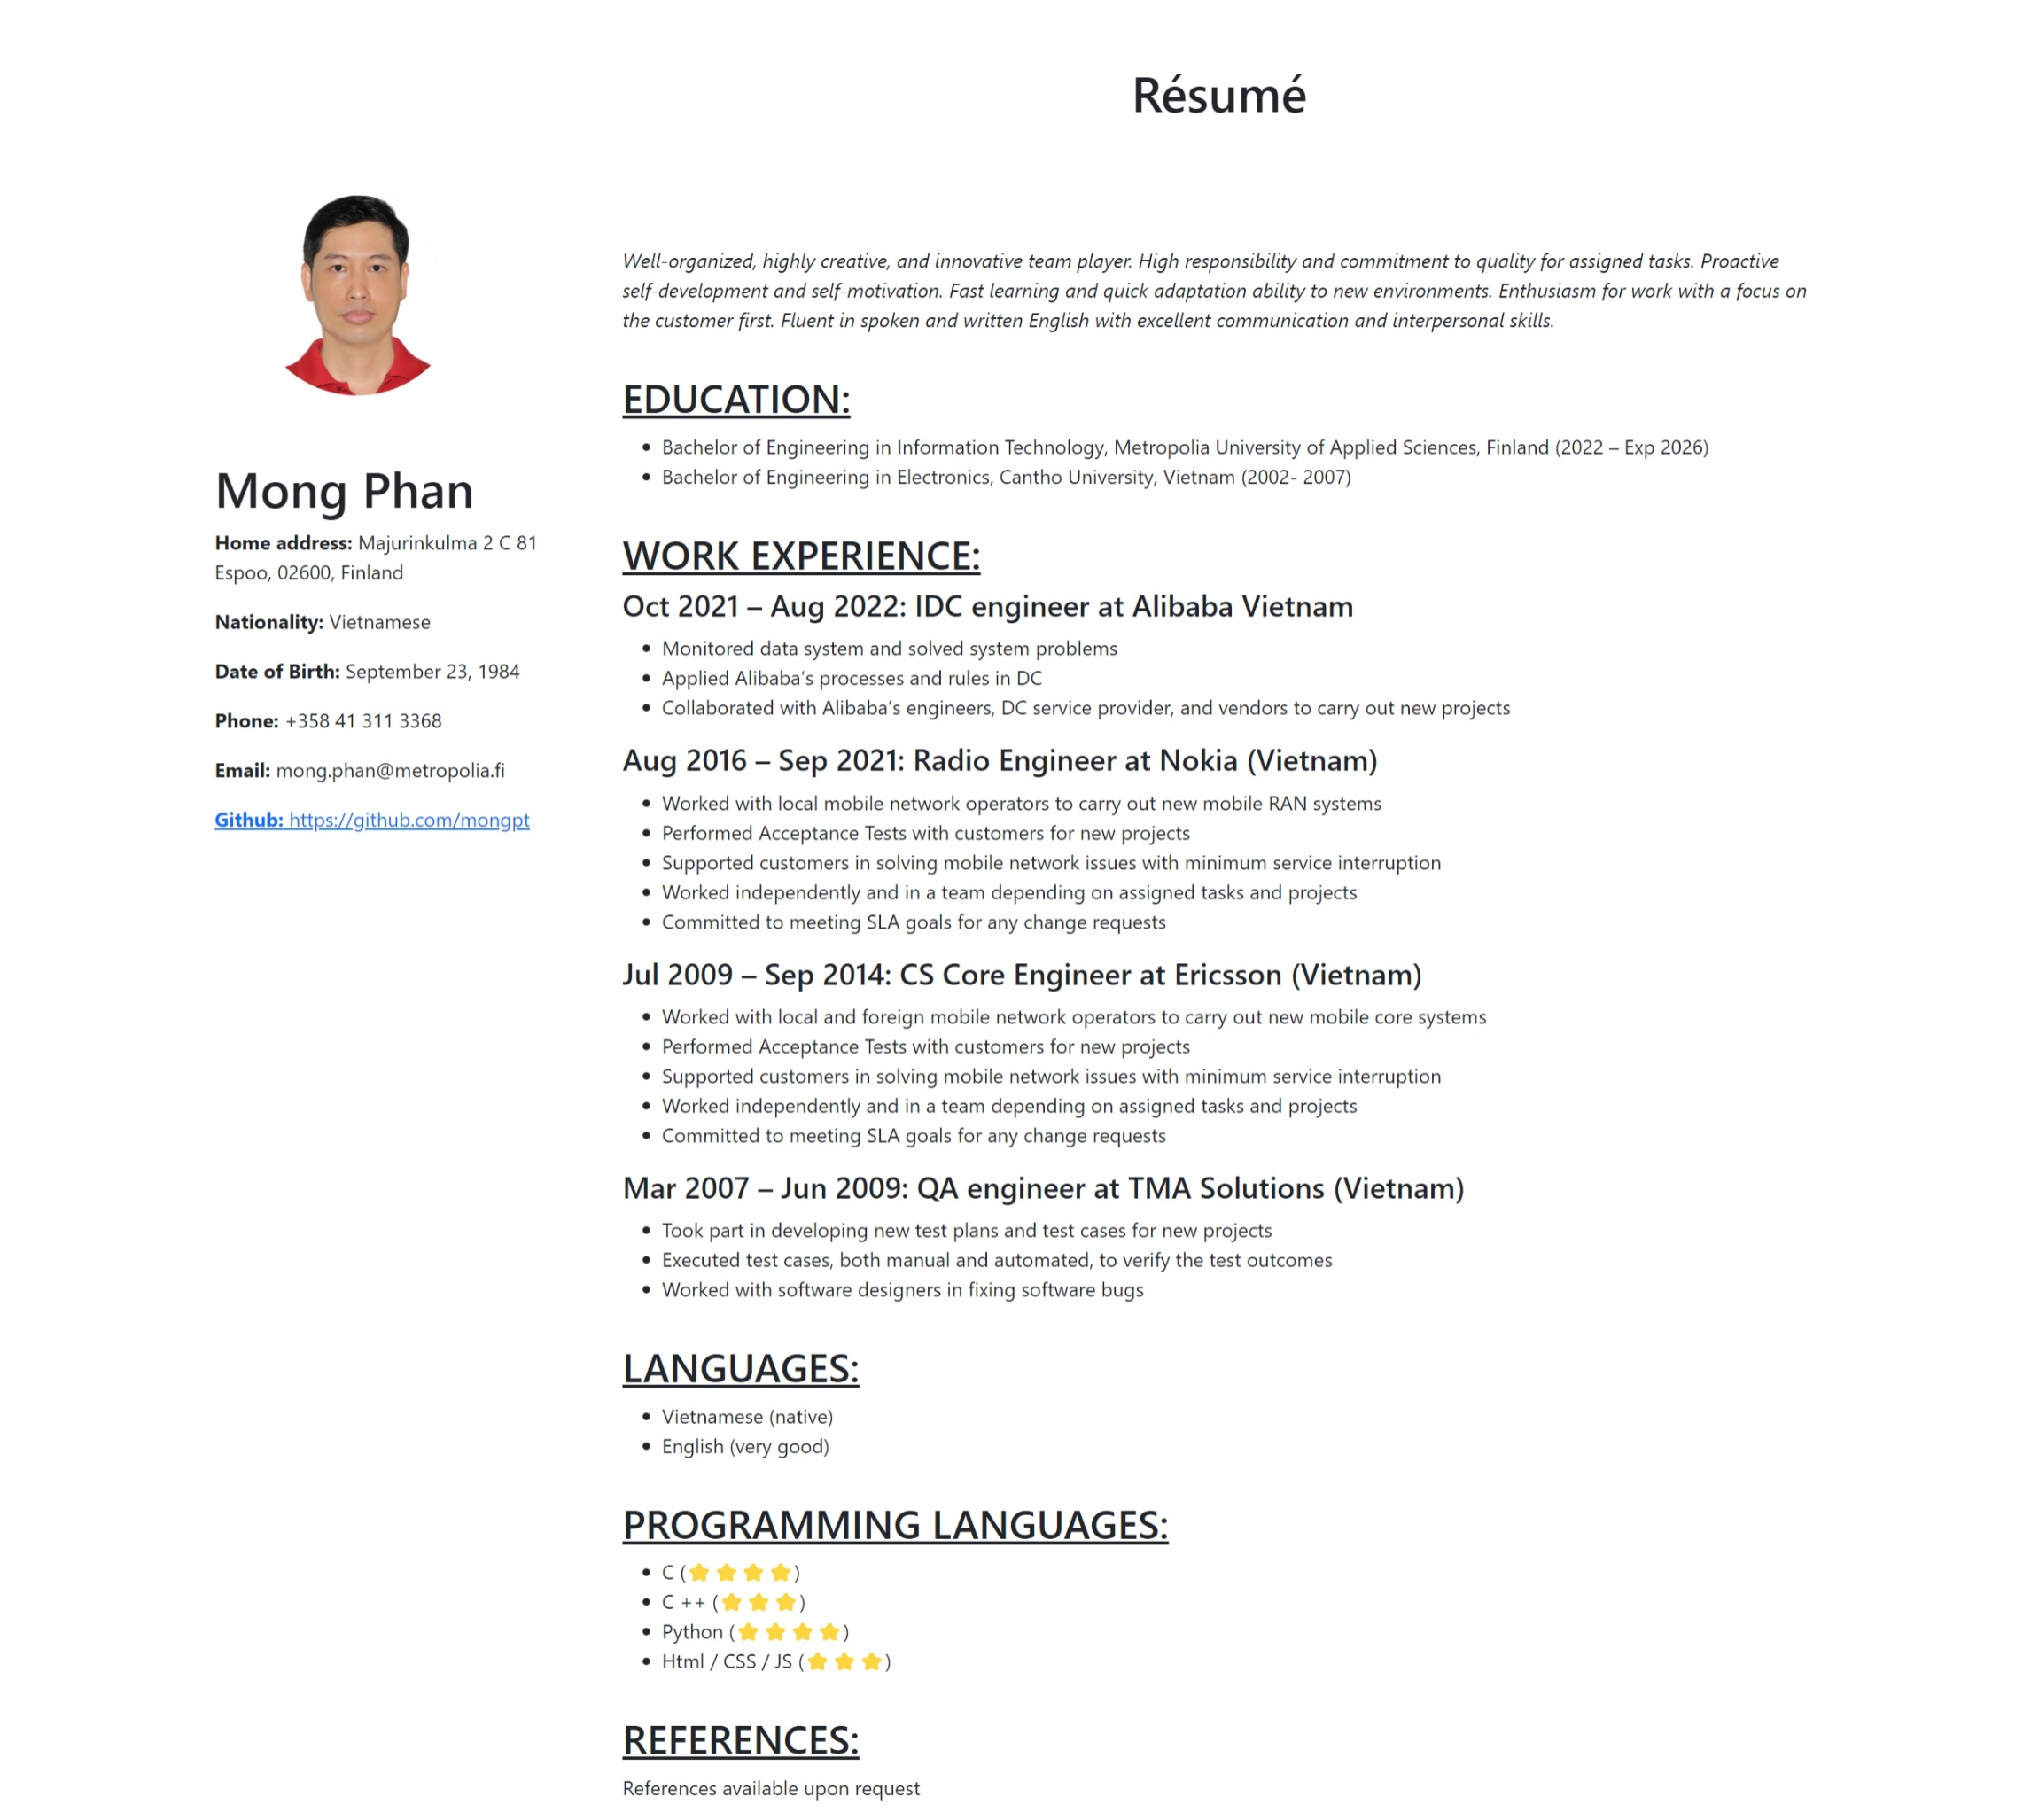 Résumé
Mong Phan
Home address: Majurinkulma 2 C 81
Espoo, 02600, Finland
Nationality: Vietnamese
Date of Birth: September 23, 1984
Phone: +358 41 311 3368
Email: mong.phan@metropolia.fi
Github: https://github.com/mongpt
Well-organized, highly creative, and innovative team player. High responsibility and commitment to quality for assigned tasks. Proactive
self-development and self-motivation. Fast learning and quick adaptation ability to new environments. Enthusiasm for work with a focus on
the customer first. Fluent in spoken and written English with excellent communication and interpersonal skills.
EDUCATION:
• Bachelor of Engineering in Information Technology, Metropolia University of Applied Sciences, Finland (2022 – Exp 2026)
• Bachelor of Engineering in Electronics, Cantho University, Vietnam (2002- 2007)
WORK EXPERIENCE:
Oct 2021 – Aug 2022: IDC engineer at Alibaba Vietnam
• Monitored data system and solved system problems
• Applied Alibaba’s processes and rules in DC
• Collaborated with Alibaba’s engineers, DC service provider, and vendors to carry out new projects
Aug 2016 – Sep 2021: Radio Engineer at Nokia (Vietnam)
• Worked with local mobile network operators to carry out new mobile RAN systems
• Performed Acceptance Tests with customers for new projects
• Supported customers in solving mobile network issues with minimum service interruption
• Worked independently and in a team depending on assigned tasks and projects
• Committed to meeting SLA goals for any change requests
Jul 2009 – Sep 2014: CS Core Engineer at Ericsson (Vietnam)
• Worked with local and foreign mobile network operators to carry out new mobile core systems
• Performed Acceptance Tests with customers for new projects
• Supported customers in solving mobile network issues with minimum service interruption
• Worked independently and in a team depending on assigned tasks and projects
• Committed to meeting SLA goals for any change requests
Mar 2007 – Jun 2009: QA engineer at TMA Solutions (Vietnam)
• Took part in developing new test plans and test cases for new projects
• Executed test cases, both manual and automated, to verify the test outcomes
• Worked with software designers in fixing software bugs
LANGUAGES:
• Vietnamese (native)
• English (very good)
PROGRAMMING LANGUAGES:
• C (⭐ ⭐ ⭐ ⭐)
• C ++ (⭐ ⭐ ⭐)
• Python (⭐ ⭐ ⭐ ⭐)
• Html / CSS / JS (⭐ ⭐ ⭐)
REFERENCES:
References available upon request